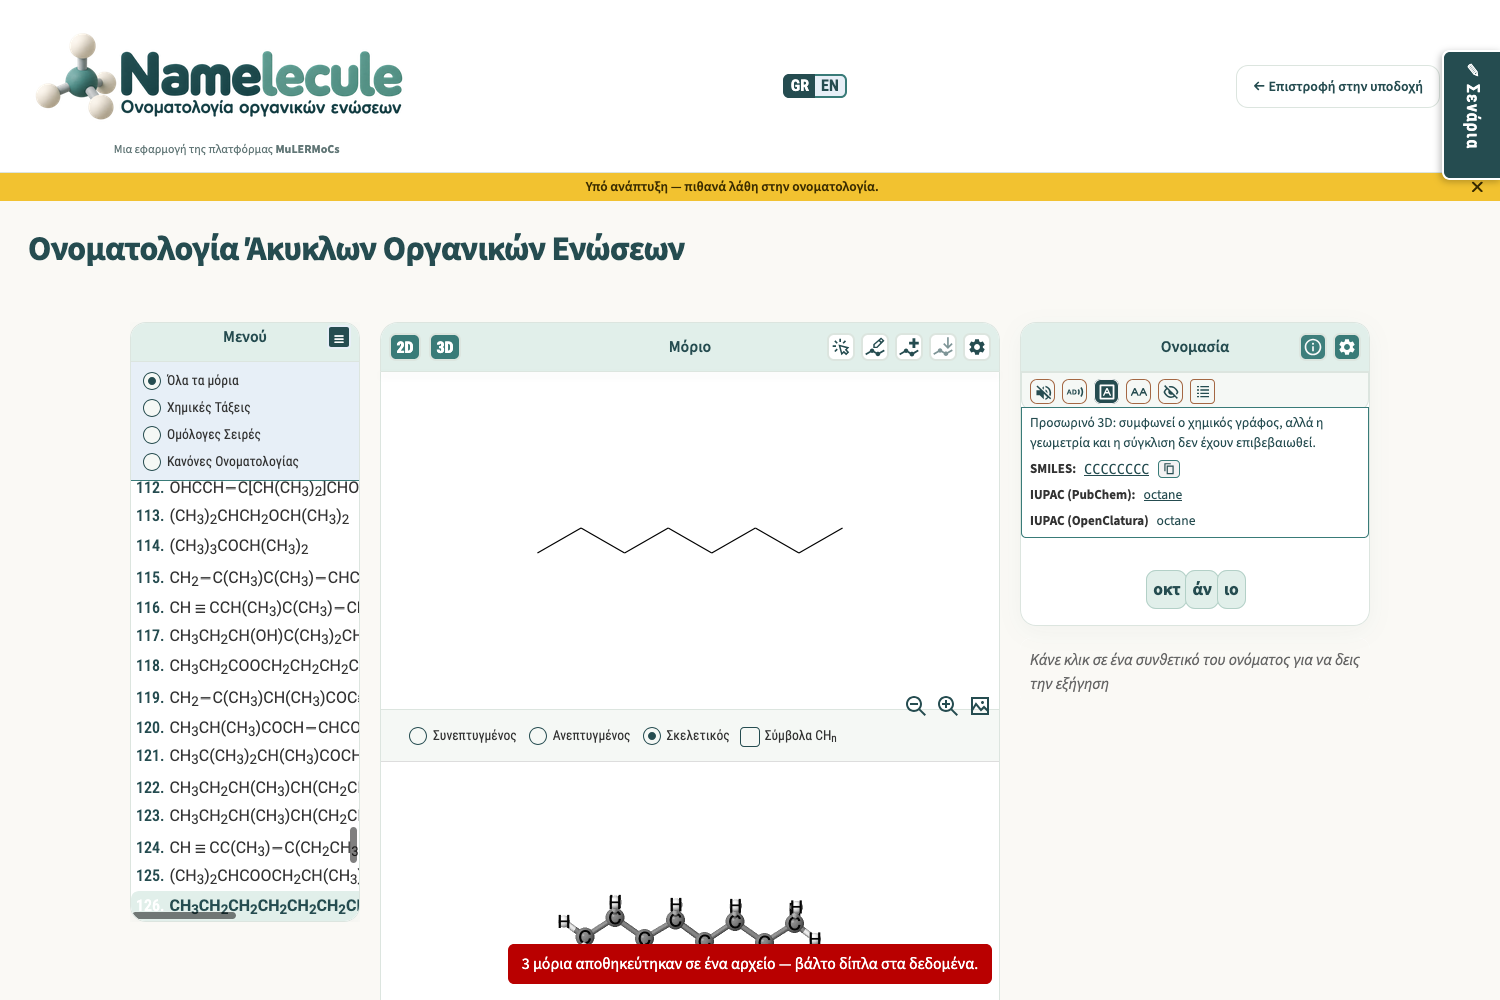 Namelecule
Ονοματολογία οργανικών ενώσεων
Μια εφαρμογή της πλατφόρμας MuLERMoCs
GR EN
← Επιστροφή στην υποδοχή
✎ Σενάρια
Υπό ανάπτυξη — πιθανά λάθη στην ονοματολογία.
Ονοματολογία Άκυκλων Οργανικών Ενώσεων
Μενού
Όλα τα μόρια
Χημικές Τάξεις
Ομόλογες Σειρές
Κανόνες Ονοματολογίας
112. OHCCH=C[CH(CH₃)₂]CHO
113. (CH₃)₂CHCH₂OCH(CH₃)₂
114. (CH₃)₃COCH(CH₃)₂
115. CH₂=C(CH₃)C(CH₃)=CHC
116. CH≡CCH(CH₃)C(CH₃)=C
117. CH₃CH₂CH(OH)C(CH₃)₂CH
118. CH₃CH₂COOCH₂CH₂CH₂C
119. CH₂=C(CH₃)CH(CH₃)COC
120. CH₃CH(CH₃)COCH=CHCO
121. CH₃C(CH₃)₂CH(CH₃)COCH
122. CH₃CH₂CH(CH₃)CH(CH₂C
123. CH₃CH₂CH(CH₃)CH(CH₂C
124. CH≡CC(CH₃)=C(CH₂CH₃
125. (CH₃)₂CHCOOCH₂CH(CH₃)
126. CH₃CH₂CH₂CH₂CH₂CH₂C
2D 3D Μόριο
Συνεπτυγμένος Ανεπτυγμένος Σκελετικός Σύμβολα CHₙ
H H H H H
C C C C
H C C C C H
3 μόρια αποθηκεύτηκαν σε ένα αρχείο — βάλτο δίπλα στα δεδομένα.
Ονομασία
AD A AA
Προσωρινό 3D: συμφωνεί ο χημικός γράφος, αλλά η
γεωμετρία και η σύγκλιση δεν έχουν επιβεβαιωθεί.
SMILES: CCCCCCCC
IUPAC (PubChem): octane
IUPAC (OpenClatura) octane
οκτ άν ιο
Κάνε κλικ σε ένα συνθετικό του ονόματος για να δεις
την εξήγηση